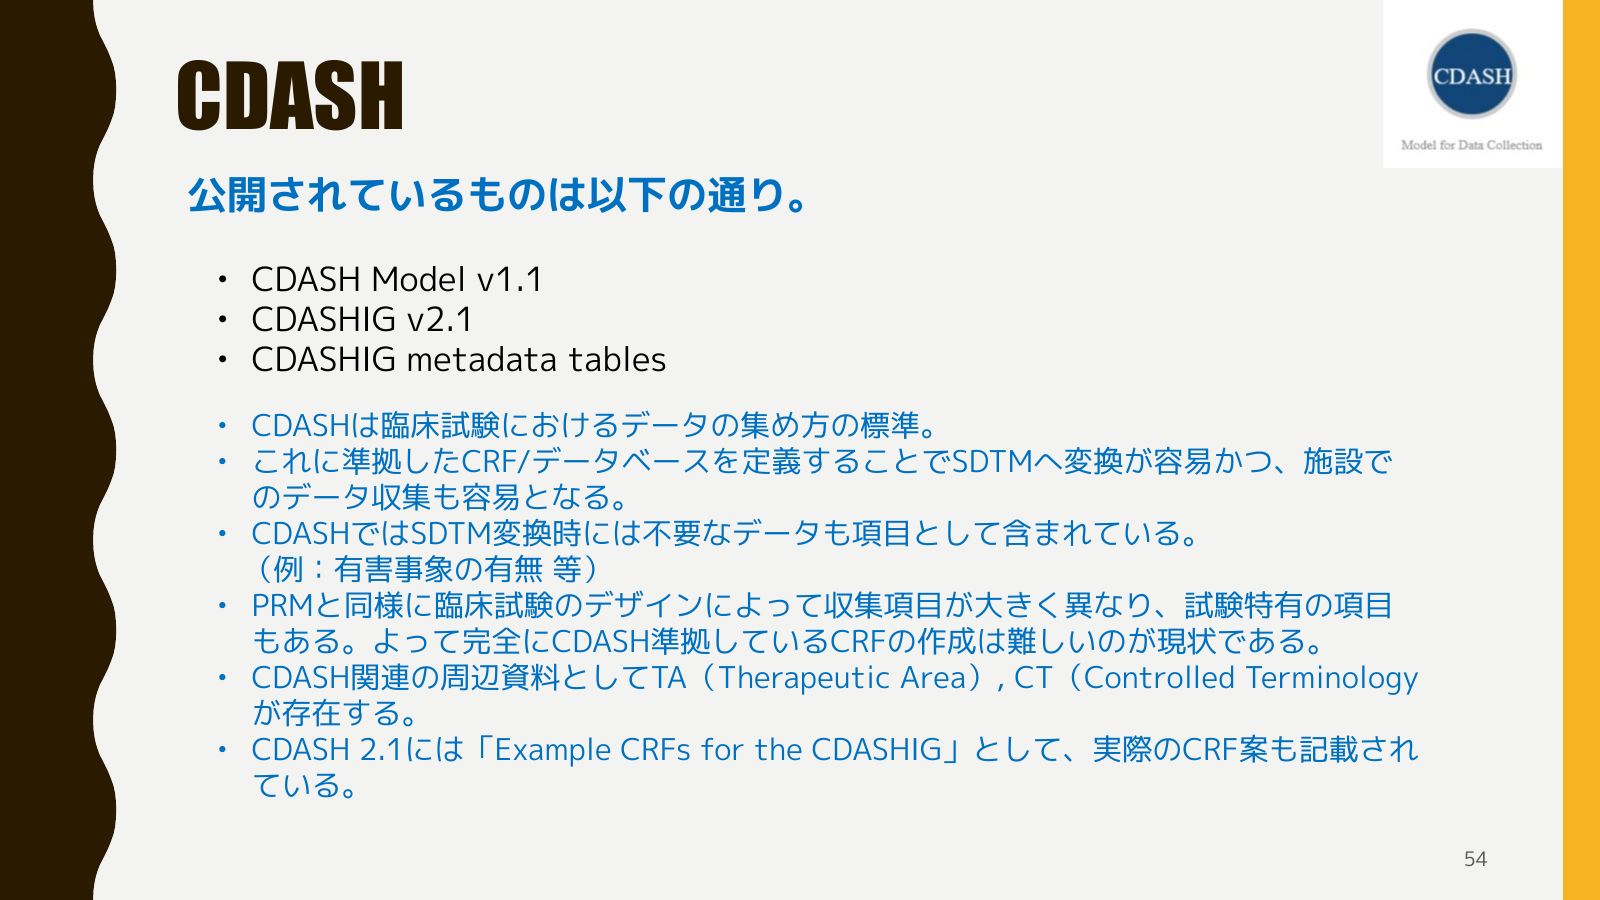 CDASH
CDASH
Model for Data Collection
公開されているものは以下の通り。
• CDASH Model v1.1
• CDASHIG v2.1
• CDASHIG metadata tables
• CDASHは臨床試験におけるデータの集め方の標準。
• これに準拠したCRF/データベースを定義することでSDTMへ変換が容易かつ、施設で
のデータ収集も容易となる。
• CDASHではSDTM変換時には不要なデータも項目として含まれている。
（例：有害事象の有無 等）
• PRMと同様に臨床試験のデザインによって収集項目が大きく異なり、試験特有の項目
もある。よって完全にCDASH準拠しているCRFの作成は難しいのが現状である。
• CDASH関連の周辺資料としてTA（Therapeutic Area）, CT（Controlled Terminology
が存在する。
• CDASH 2.1には「Example CRFs for the CDASHIG」として、実際のCRF案も記載され
ている。
54